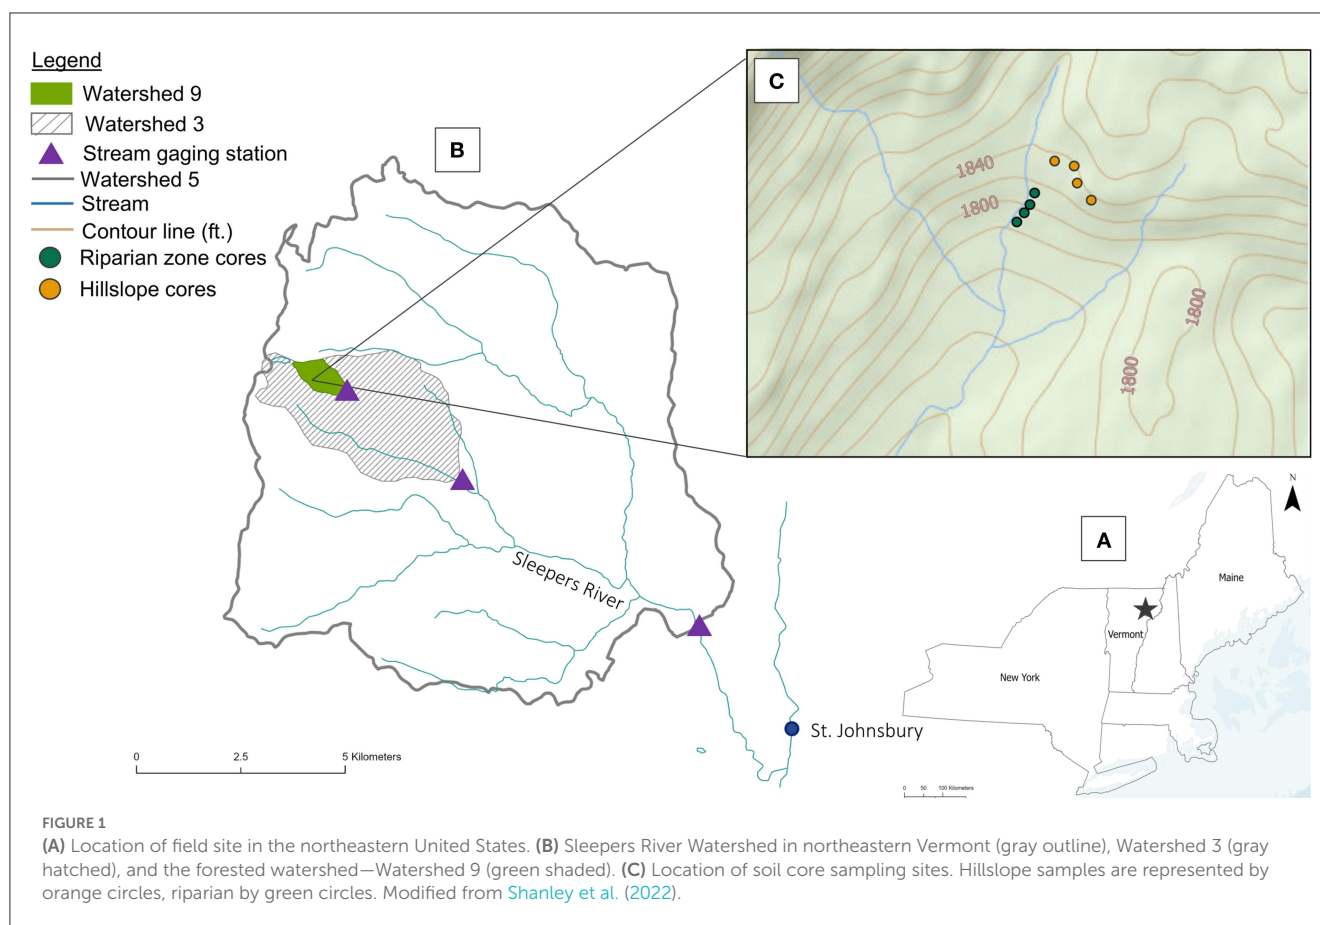 Legend
Watershed 9
Watershed 3
Stream gaging station
Watershed 5
Stream
Contour line (ft.)
Riparian zone cores
Hillslope cores
B
C
1840
1800
1800
1800
Sleepers River
St. Johnsbury
0 2.5 5 Kilometers
A
N
Maine
Vermont
New York
0 50 100 Kilometers
FIGURE 1
(A) Location of field site in the northeastern United States. (B) Sleepers River Watershed in northeastern Vermont (gray outline), Watershed 3 (gray
hatched), and the forested watershed—Watershed 9 (green shaded). (C) Location of soil core sampling sites. Hillslope samples are represented by
orange circles, riparian by green circles. Modified from Shanley et al. (2022).